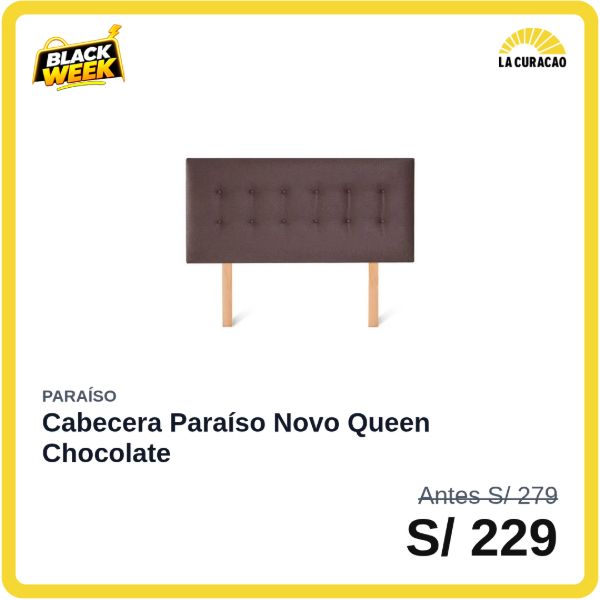 BLACK
WEEK
LA CURACAO
PARAÍSO
Cabecera Paraíso Novo Queen
Chocolate
Antes S/ 279
S/ 229